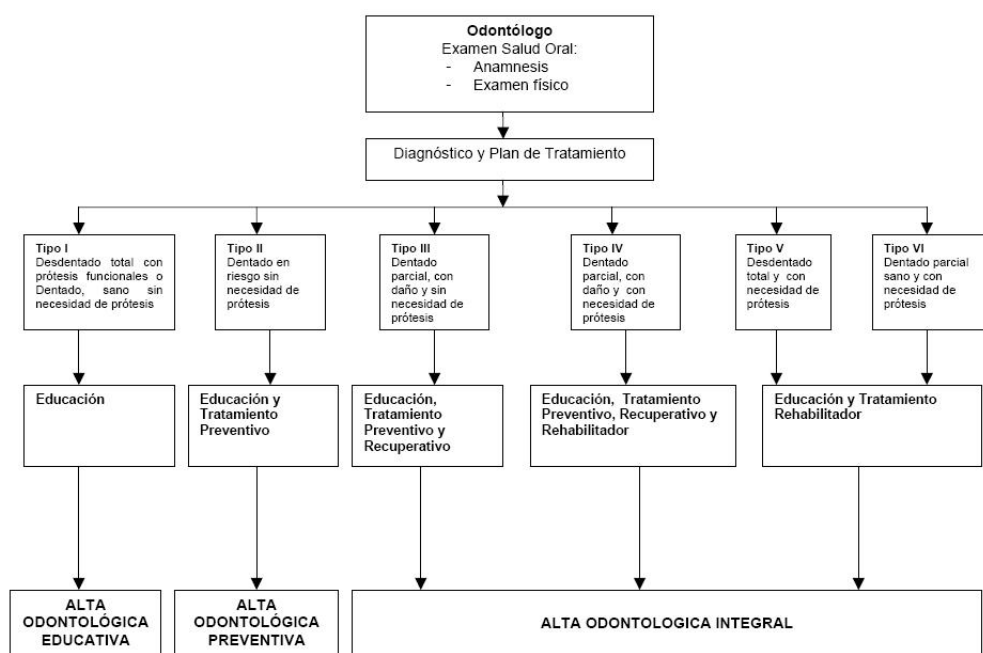 Odontólogo
Examen Salud Oral:
- Anamnesis
- Examen físico
Diagnóstico y Plan de Tratamiento
Tipo I
Desdentado total con
prótesis funcionales o
Dentado, sano sin
necesidad de prótesis
Tipo II
Dentado en
riesgo sin
necesidad de
prótesis
Tipo III
Dentado
parcial, con
daño y sin
necesidad de
prótesis
Tipo IV
Dentado
parcial, con
daño y con
necesidad de
prótesis
Tipo V
Desdentado
total y con
necesidad de
prótesis
Tipo VI
Dentado parcial
sano y con
necesidad de
prótesis
Educación
Educación y
Tratamiento
Preventivo
Educación,
Tratamiento
Preventivo y
Recuperativo
Educación, Tratamiento
Preventivo, Recuperativo y
Rehabilitador
Educación y Tratamiento
Rehabilitador
ALTA
ODONTOLÓGICA
EDUCATIVA
ALTA
ODONTOLÓGICA
PREVENTIVA
ALTA ODONTOLOGICA INTEGRAL